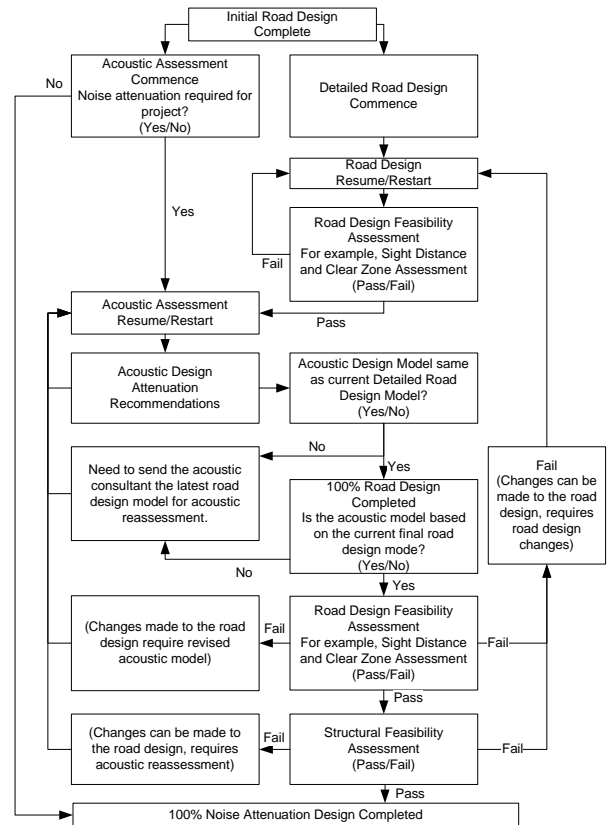 Initial Road Design
Complete
No
Acoustic Assessment
Commence
Noise attenuation required for
project?
(Yes/No)
Detailed Road Design
Commence
Road Design
Resume/Restart
Yes
Road Design Feasibility
Assessment
For example, Sight Distance
and Clear Zone Assessment
(Pass/Fail)
Fail
Acoustic Assessment
Resume/Restart
Pass
Acoustic Design
Attenuation
Recommendations
Acoustic Design Model same
as current Detailed Road
Design Model?
(Yes/No)
No
Yes
Need to send the acoustic
consultant the latest road
design model for acoustic
reassessment.
100% Road Design
Completed
Is the acoustic model based
on the current final road
design mode?
(Yes/No)
Fail
(Changes can be
made to the road
design, requires
road design
changes)
No
Yes
(Changes made to the road
design require revised
acoustic model)
Fail
Road Design Feasibility
Assessment
For example, Sight Distance
and Clear Zone Assessment
(Pass/Fail)
Fail
Pass
(Changes can be made to
the road design, requires
acoustic reassessment)
Fail
Structural Feasibility
Assessment
(Pass/Fail)
Fail
Pass
100% Noise Attenuation Design Completed